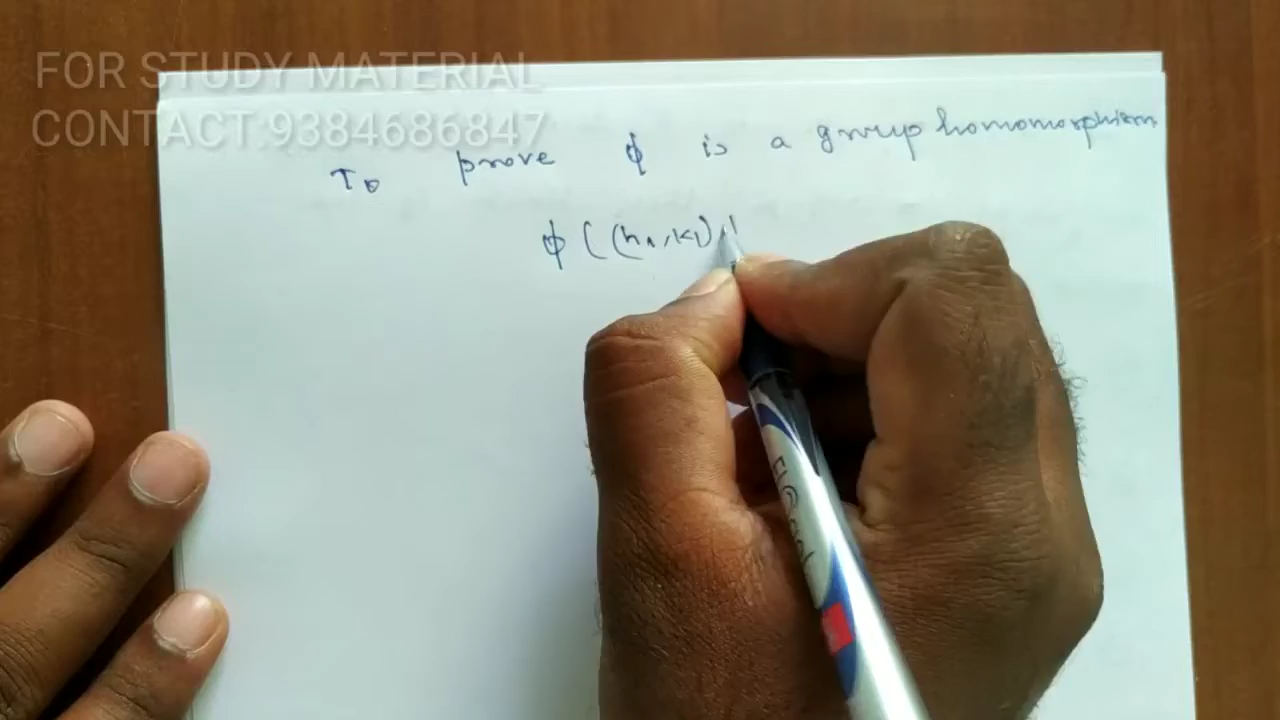 FOR STUDY MATERIAL
CONTACT:9384686847
To prove ϕ is a group homomorphism
ϕ ( (h₁,k₁)